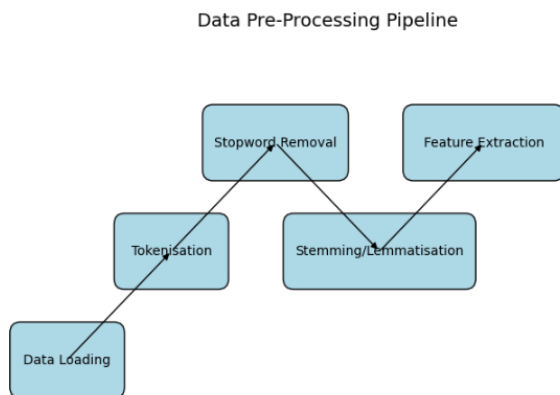 Data Pre-Processing Pipeline
Stopword Removal
Feature Extraction
Tokenisation
Stemming/Lemmatisation
Data Loading